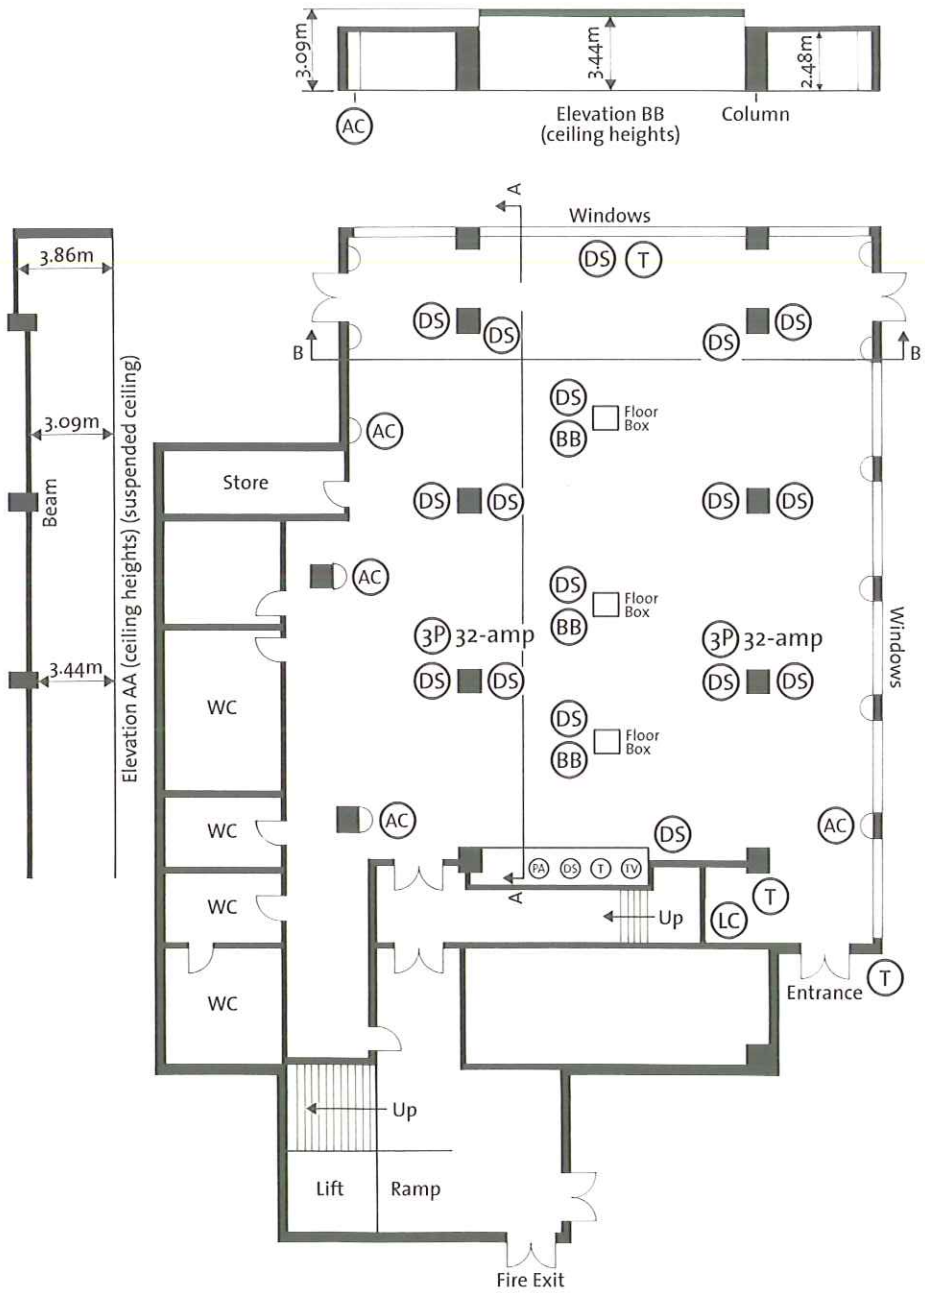 3.09m
3.44m
2.48m
AC
Elevation BB
(ceiling heights)
Column
A
Windows
3.86m
DS T
DS DS DS DS
B B
DS
Floor
Box
BB
3.09m
AC
Beam
Elevation AA (ceiling heights) (suspended ceiling)
Store
DS DS DS DS
AC
DS
Floor
Box
BB
3P 32-amp 3P 32-amp
Windows
3.44m
DS DS DS DS
WC
DS
Floor
Box
BB
AC
WC
DS
AC
PA DS T TV
A
T
WC
Up
LC
T
Entrance
WC
Up
Lift
Ramp
Fire Exit